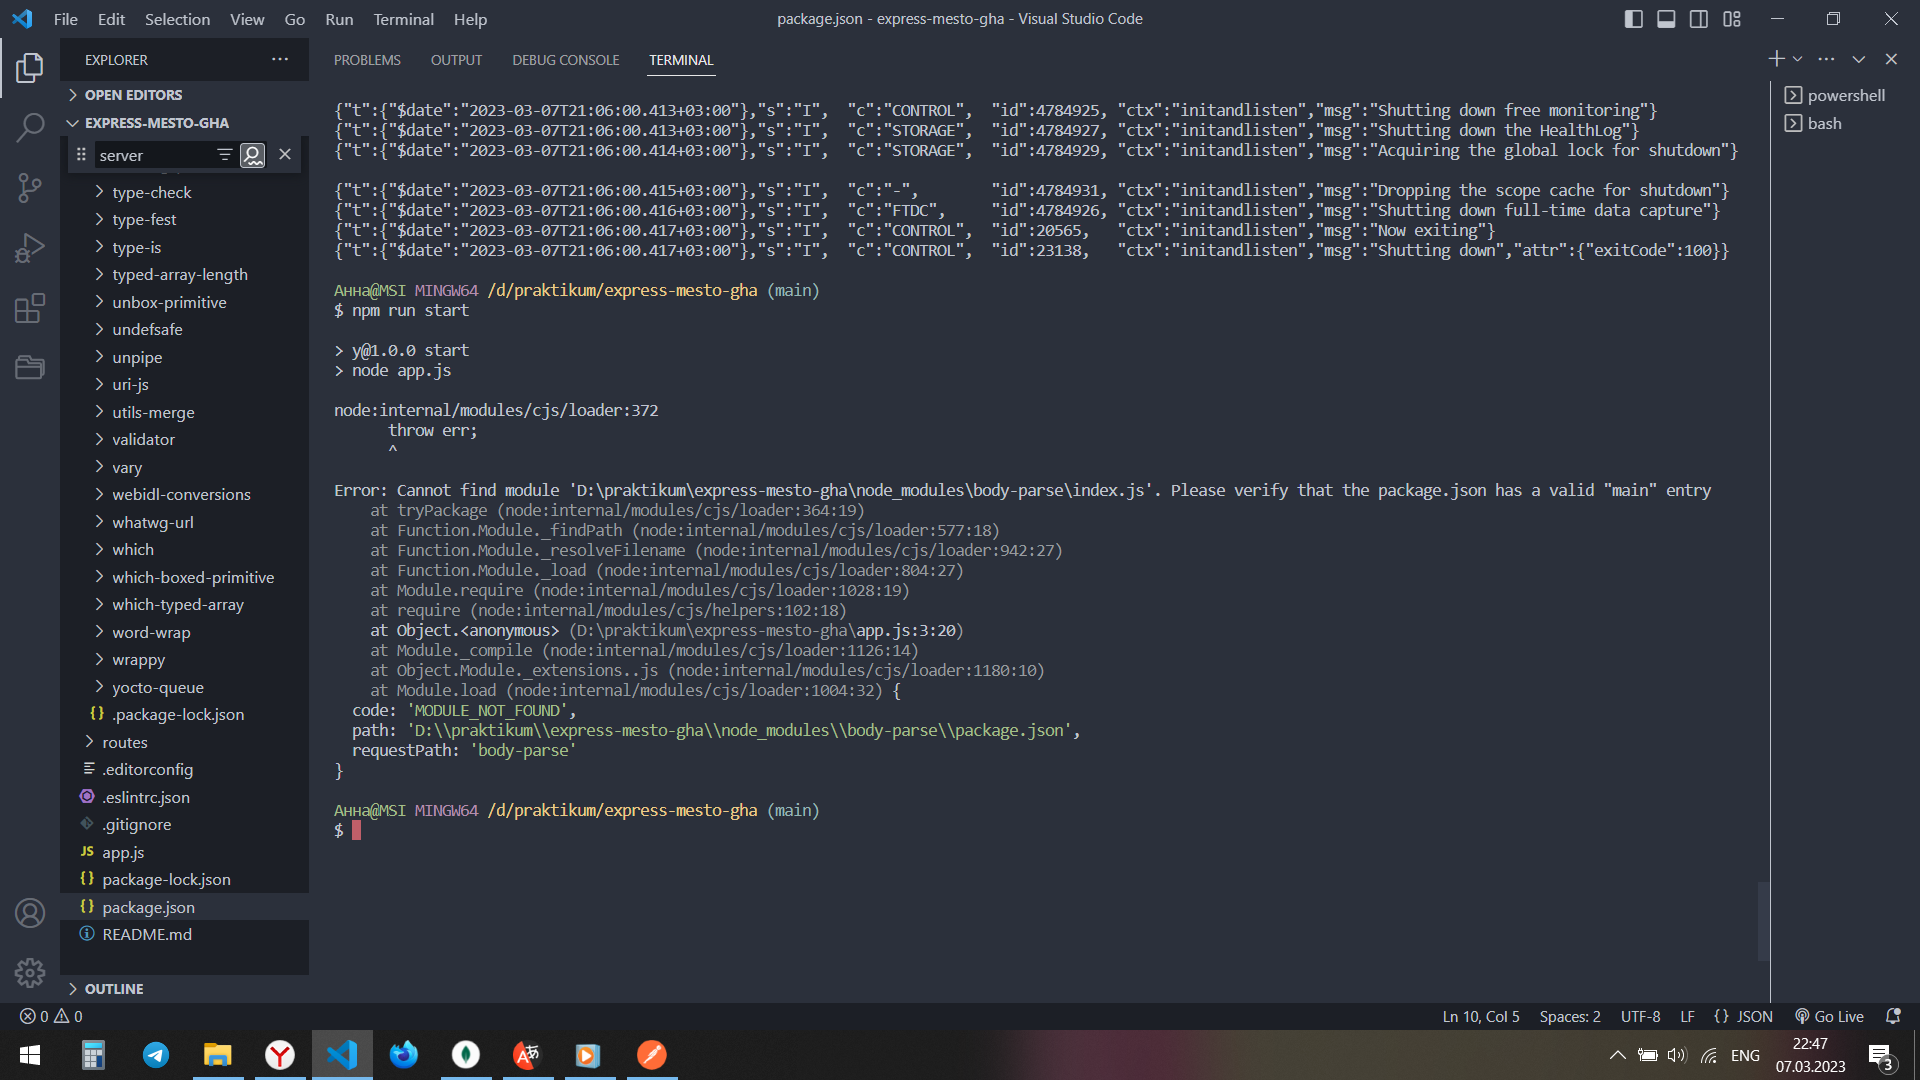 File Edit Selection View Go Run Terminal Help
package.json - express-mesto-gha - Visual Studio Code
EXPLORER
OPEN EDITORS
EXPRESS-MESTO-GHA
server
type-check
type-fest
type-is
typed-array-length
unbox-primitive
undefsafe
unpipe
uri-js
utils-merge
validator
vary
webidl-conversions
whatwg-url
which
which-boxed-primitive
which-typed-array
word-wrap
wrappy
yocto-queue
.package-lock.json
routes
.editorconfig
.eslintrc.json
.gitignore
app.js
package-lock.json
package.json
README.md
OUTLINE
PROBLEMS OUTPUT DEBUG CONSOLE TERMINAL
{"t":{"$date":"2023-03-07T21:06:00.413+03:00"},"s":"I",  "c":"CONTROL",  "id":4784925, "ctx":"initandlisten","msg":"Shutting down free monitoring"}
{"t":{"$date":"2023-03-07T21:06:00.413+03:00"},"s":"I",  "c":"STORAGE",  "id":4784927, "ctx":"initandlisten","msg":"Shutting down the HealthLog"}
{"t":{"$date":"2023-03-07T21:06:00.414+03:00"},"s":"I",  "c":"STORAGE",  "id":4784929, "ctx":"initandlisten","msg":"Acquiring the global lock for shutdown"}
{"t":{"$date":"2023-03-07T21:06:00.415+03:00"},"s":"I",  "c":"-",        "id":4784931, "ctx":"initandlisten","msg":"Dropping the scope cache for shutdown"}
{"t":{"$date":"2023-03-07T21:06:00.416+03:00"},"s":"I",  "c":"FTDC",     "id":4784926, "ctx":"initandlisten","msg":"Shutting down full-time data capture"}
{"t":{"$date":"2023-03-07T21:06:00.417+03:00"},"s":"I",  "c":"CONTROL",  "id":20565,   "ctx":"initandlisten","msg":"Now exiting"}
{"t":{"$date":"2023-03-07T21:06:00.417+03:00"},"s":"I",  "c":"CONTROL",  "id":23138,   "ctx":"initandlisten","msg":"Shutting down","attr":{"exitCode":100}}
Анна@MSI MINGW64 /d/praktikum/express-mesto-gha (main)
$ npm run start
> y@1.0.0 start
> node app.js
node:internal/modules/cjs/loader:372
throw err;
^
Error: Cannot find module 'D:\praktikum\express-mesto-gha\node_modules\body-parse\index.js'. Please verify that the package.json has a valid "main" entry
at tryPackage (node:internal/modules/cjs/loader:364:19)
at Function.Module._findPath (node:internal/modules/cjs/loader:577:18)
at Function.Module._resolveFilename (node:internal/modules/cjs/loader:942:27)
at Function.Module._load (node:internal/modules/cjs/loader:804:27)
at Module.require (node:internal/modules/cjs/loader:1028:19)
at require (node:internal/modules/cjs/helpers:102:18)
at Object.<anonymous> (D:\praktikum\express-mesto-gha\app.js:3:20)
at Module._compile (node:internal/modules/cjs/loader:1126:14)
at Object.Module._extensions..js (node:internal/modules/cjs/loader:1180:10)
at Module.load (node:internal/modules/cjs/loader:1004:32) {
code: 'MODULE_NOT_FOUND',
path: 'D:\\praktikum\\express-mesto-gha\\node_modules\\body-parse\\package.json',
requestPath: 'body-parse'
}
Анна@MSI MINGW64 /d/praktikum/express-mesto-gha (main)
$
powershell
bash
0 0
Ln 10, Col 5 Spaces: 2 UTF-8 LF {} JSON Go Live
ENG
22:47
07.03.2023
3